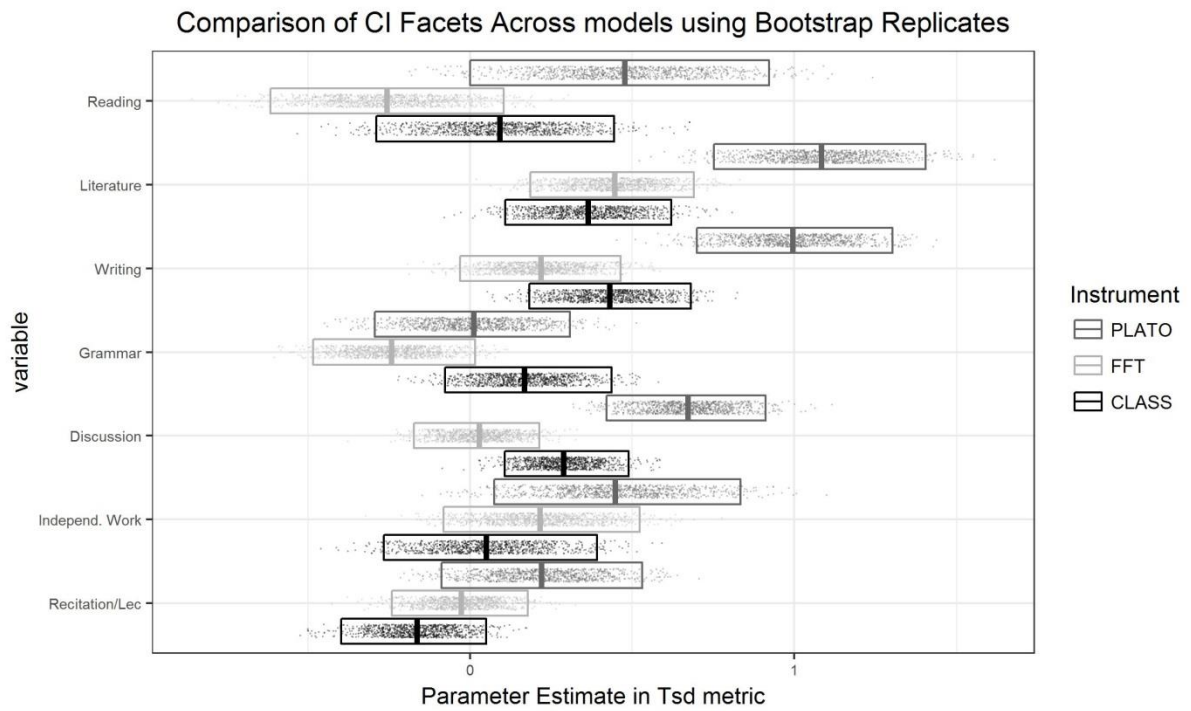 Comparison of CI Facets Across models using Bootstrap Replicates
variable
Reading
Literature
Writing
Grammar
Discussion
Independ. Work
Recitation/Lec
0
1
Parameter Estimate in Tsd metric
Instrument
PLATO
FFT
CLASS